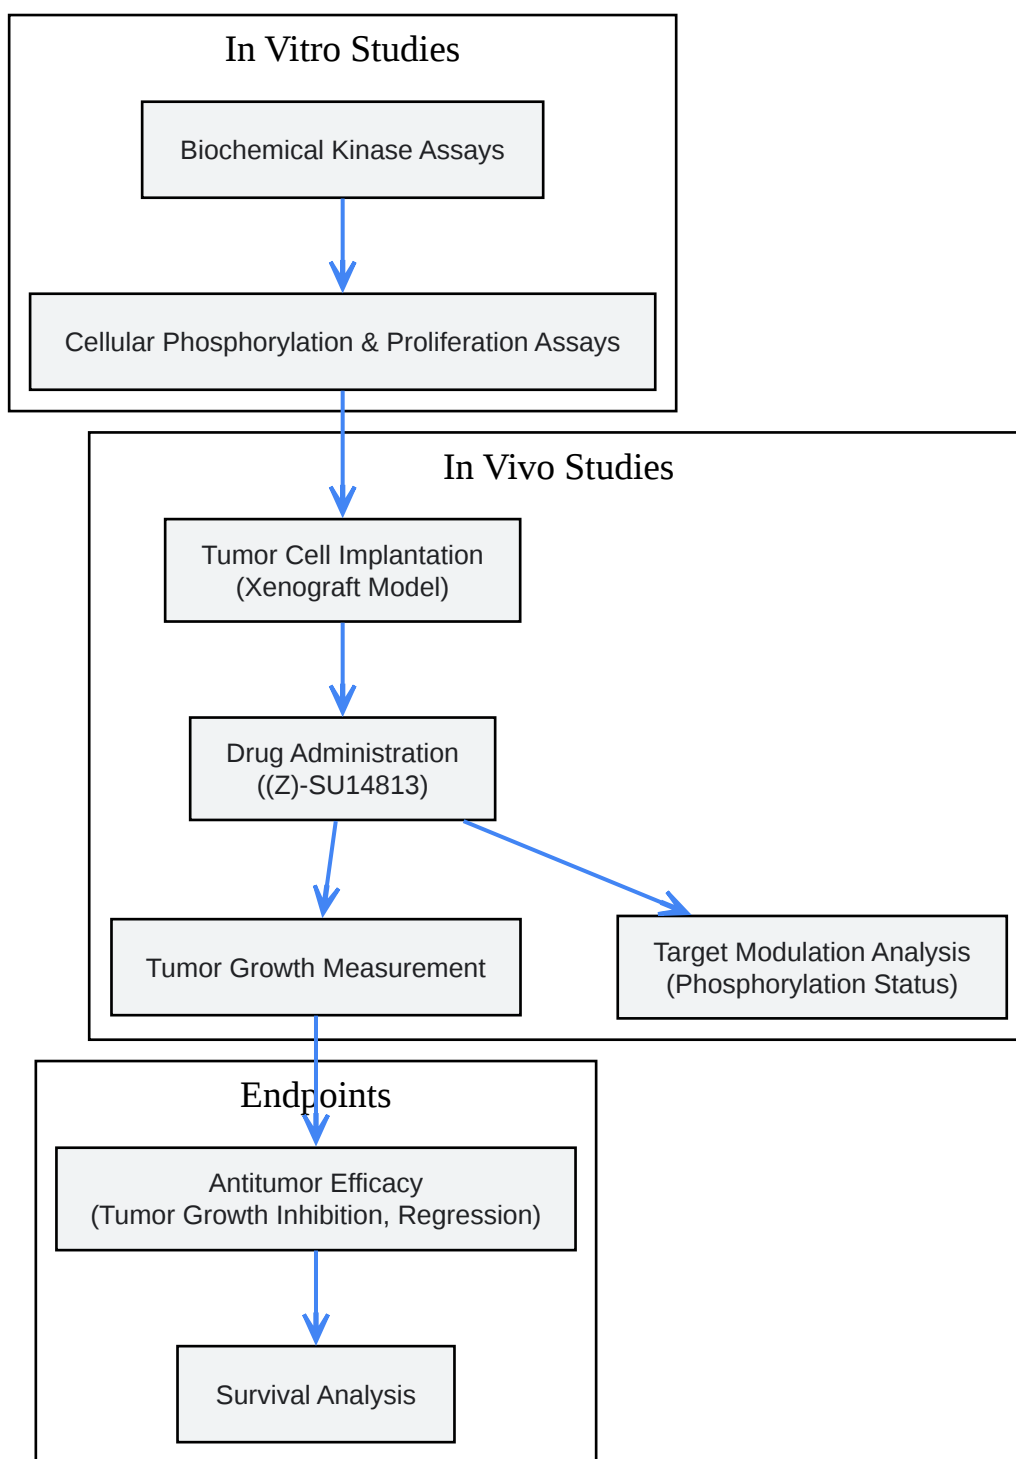 In Vitro Studies
Biochemical Kinase Assays
Cellular Phosphorylation & Proliferation Assays
In Vivo Studies
Tumor Cell Implantation
(Xenograft Model)
Drug Administration
((Z)-SU14813)
Tumor Growth Measurement
Target Modulation Analysis
(Phosphorylation Status)
Endpoints
Antitumor Efficacy
(Tumor Growth Inhibition, Regression)
Survival Analysis